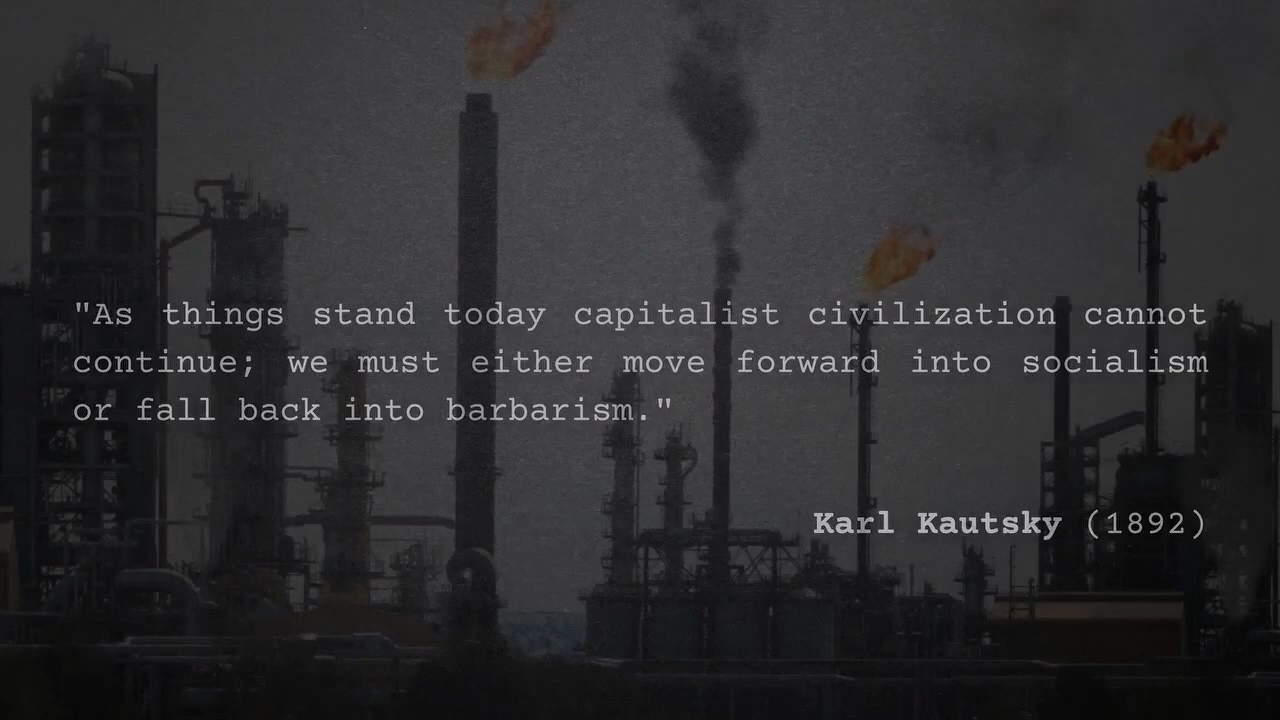 "As things stand today capitalist civilization cannot
continue; we must either move forward into socialism
or fall back into barbarism."
Karl Kautsky (1892)